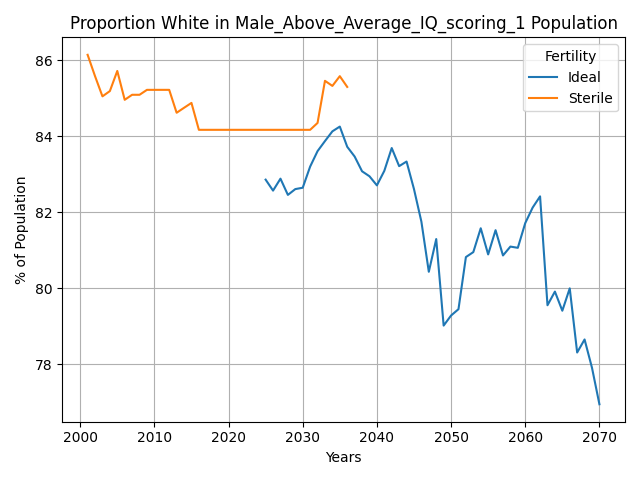 Proportion White in Male_Above_Average_IQ_scoring_1 Population
Fertility
Ideal
Sterile
86
84
82
80
78
% of Population
2000 2010 2020 2030 2040 2050 2060 2070
Years